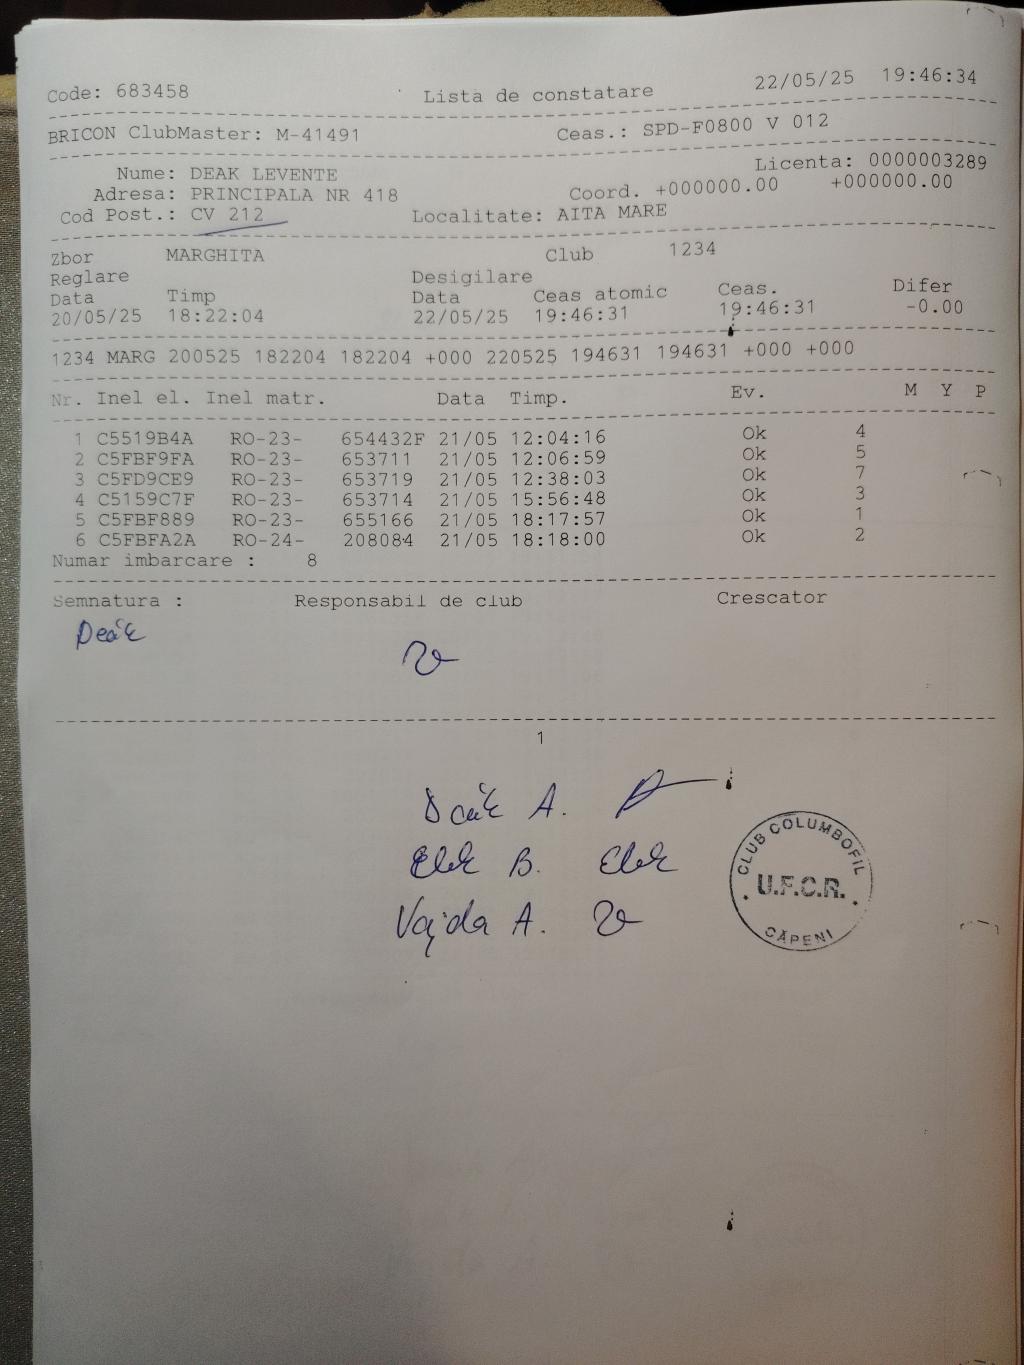 Code: 683458 Lista de constatare 22/05/25 19:46:34
BRICON ClubMaster: M-41491 Ceas.: SPD-F0800 V 012
Nume: DEAK LEVENTE Licenta: 0000003289
Adresa: PRINCIPALA NR 418 Coord. +000000.00 +000000.00
Cod Post.: CV 212 Localitate: AITA MARE
Zbor MARGHITA Club 1234
Reglare Desigilare
Data Timp Data Ceas atomic Ceas. Difer
20/05/25 18:22:04 22/05/25 19:46:31 19:46:31 -0.00
1234 MARG 200525 182204 182204 +000 220525 194631 194631 +000 +000
Nr. Inel el. Inel matr. Data Timp. Ev. M Y P
1 C5519B4A RO-23- 654432F 21/05 12:04:16 Ok 4
2 C5FBF9FA RO-23- 653711 21/05 12:06:59 Ok 5
3 C5FD9CE9 RO-23- 653719 21/05 12:38:03 Ok 7
4 C5159C7F RO-23- 653714 21/05 15:56:48 Ok 3
5 C5FBF889 RO-23- 655166 21/05 18:17:57 Ok 1
6 C5FBFA2A RO-24- 208084 21/05 18:18:00 Ok 2
Numar imbarcare : 8
Semnatura : Responsabil de club Crescator
Deák
1
Deák A.
Elek B. Elek
Vajda A.
CLUB COLUMBOFIL
U.F.C.R.
CĂPENI